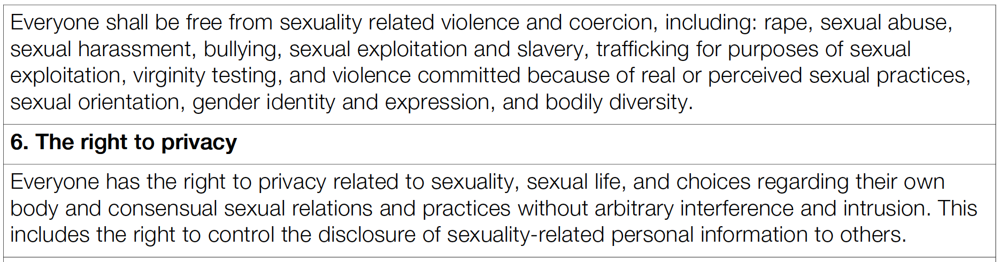 Everyone shall be free from sexuality related violence and coercion, including: rape, sexual abuse,
sexual harassment, bullying, sexual exploitation and slavery, trafficking for purposes of sexual
exploitation, virginity testing, and violence committed because of real or perceived sexual practices,
sexual orientation, gender identity and expression, and bodily diversity.
6. The right to privacy
Everyone has the right to privacy related to sexuality, sexual life, and choices regarding their own
body and consensual sexual relations and practices without arbitrary interference and intrusion. This
includes the right to control the disclosure of sexuality-related personal information to others.